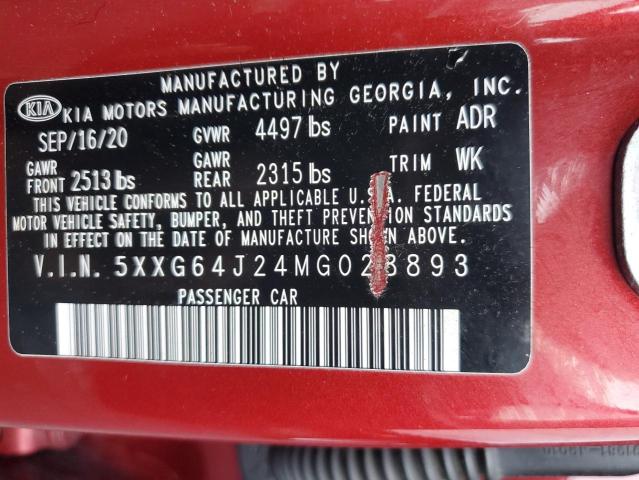 MANUFACTURED BY
KIA KIA MOTORS MANUFACTURING GEORGIA, INC.
SEP/16/20 GVWR 4497 lbs PAINT ADR
GAWR FRONT 2513 lbs GAWR REAR 2315 lbs TRIM WK
THIS VEHICLE CONFORMS TO ALL APPLICABLE U.S.A. FEDERAL
MOTOR VEHICLE SAFETY, BUMPER, AND THEFT PREVENTION STANDARDS
IN EFFECT ON THE DATE OF MANUFACTURE SHOWN ABOVE.
V.I.N. 5XXG64J24MG028893
PASSENGER CAR